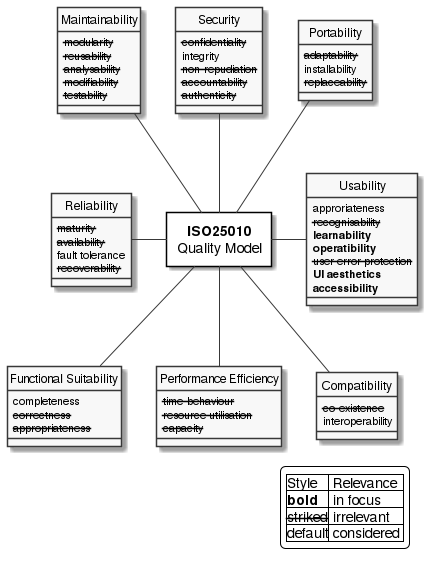 Maintainability
modularity
reusability
analysability
modifiability
testability
Security
confidentiality
integrity
non-repudiation
accountability
authenticity
Portability
adaptability
installability
replaceability
Reliability
maturity
availability
fault tolerance
recoverability
ISO25010
Quality Model
Usability
approriateness
recognisability
learnability
operatibility
user error protection
UI aesthetics
accessibility
Functional Suitability
completeness
correctness
appropriateness
Performance Efficiency
time-behaviour
resource utilisation
capacity
Compatibility
co-existence
interoperability
Style Relevance
bold in focus
striked irrelevant
default considered